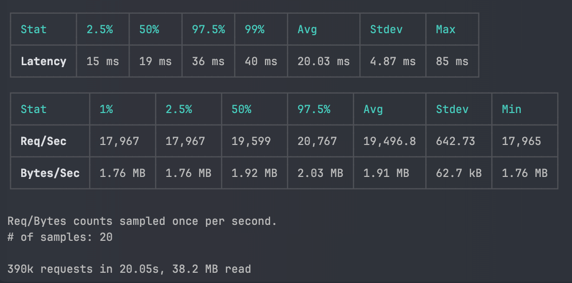 Stat 2.5% 50% 97.5% 99% Avg Stdev Max
Latency 15 ms 19 ms 36 ms 40 ms 20.03 ms 4.87 ms 85 ms
Stat 1% 2.5% 50% 97.5% Avg Stdev Min
Req/Sec 17,967 17,967 19,599 20,767 19,496.8 642.73 17,965
Bytes/Sec 1.76 MB 1.76 MB 1.92 MB 2.03 MB 1.91 MB 62.7 kB 1.76 MB
Req/Bytes counts sampled once per second.
# of samples: 20
390k requests in 20.05s, 38.2 MB read